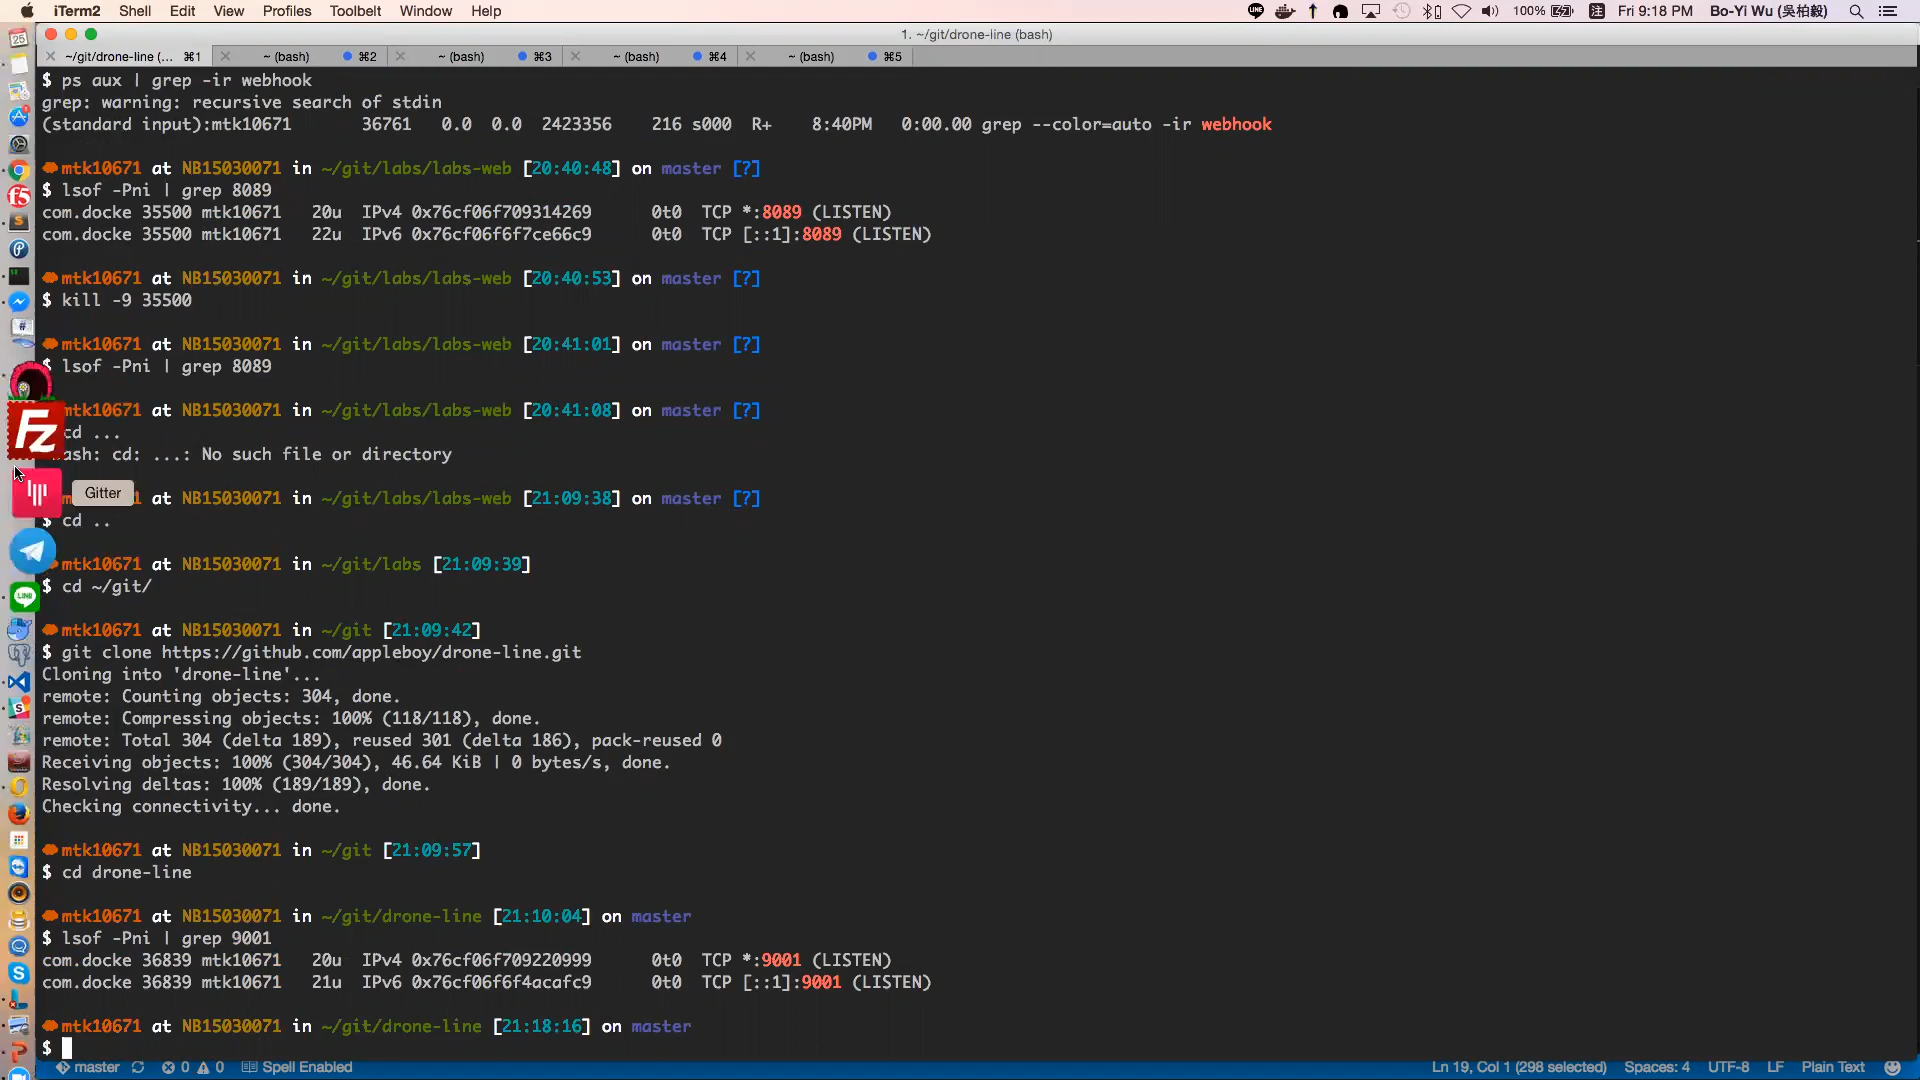 iTerm2 Shell Edit View Profiles Toolbelt Window Help 100% 注 Fri 9:18 PM Bo-Yi Wu (吳柏毅)
1. ~/git/drone-line (bash)
~/git/drone-line (... ⌘1 ~ (bash) ⌘2 ~ (bash) ⌘3 ~ (bash) ⌘4 ~ (bash) ⌘5
$ ps aux | grep -ir webhook
grep: warning: recursive search of stdin
(standard input):mtk10671 36761 0.0 0.0 2423356 216 s000 R+ 8:40PM 0:00.00 grep --color=auto -ir webhook
mtk10671 at NB15030071 in ~/git/labs/labs-web [20:40:48] on master [?]
$ lsof -Pni | grep 8089
com.docke 35500 mtk10671 20u IPv4 0x76cf06f709314269 0t0 TCP *:8089 (LISTEN)
com.docke 35500 mtk10671 22u IPv6 0x76cf06f6f7ce66c9 0t0 TCP [::1]:8089 (LISTEN)
mtk10671 at NB15030071 in ~/git/labs/labs-web [20:40:53] on master [?]
$ kill -9 35500
mtk10671 at NB15030071 in ~/git/labs/labs-web [20:41:01] on master [?]
$ lsof -Pni | grep 8089
mtk10671 at NB15030071 in ~/git/labs/labs-web [20:41:08] on master [?]
cd ...
ash: cd: ...: No such file or directory
Gitter 1 at NB15030071 in ~/git/labs/labs-web [21:09:38] on master [?]
$ cd ..
mtk10671 at NB15030071 in ~/git/labs [21:09:39]
$ cd ~/git/
mtk10671 at NB15030071 in ~/git [21:09:42]
$ git clone https://github.com/appleboy/drone-line.git
Cloning into 'drone-line'...
remote: Counting objects: 304, done.
remote: Compressing objects: 100% (118/118), done.
remote: Total 304 (delta 189), reused 301 (delta 186), pack-reused 0
Receiving objects: 100% (304/304), 46.64 KiB | 0 bytes/s, done.
Resolving deltas: 100% (189/189), done.
Checking connectivity... done.
mtk10671 at NB15030071 in ~/git [21:09:57]
$ cd drone-line
mtk10671 at NB15030071 in ~/git/drone-line [21:10:04] on master
$ lsof -Pni | grep 9001
com.docke 36839 mtk10671 20u IPv4 0x76cf06f709220999 0t0 TCP *:9001 (LISTEN)
com.docke 36839 mtk10671 21u IPv6 0x76cf06f6f4acafc9 0t0 TCP [::1]:9001 (LISTEN)
mtk10671 at NB15030071 in ~/git/drone-line [21:18:16] on master
$
master 0 0 Spell Enabled Ln 19, Col 1 (298 selected) Spaces: 4 UTF-8 LF Plain Text